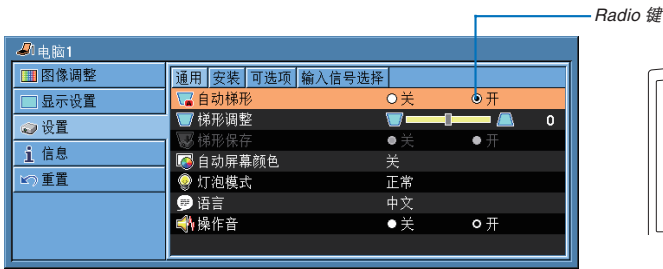 Radio 键
电脑1
图像调整
显示设置
设置
信息
重置
通用 安装 可选项 输入信号选择
自动梯形 关 开
梯形调整 0
梯形保存 关 开
自动屏幕颜色 关
灯泡模式 正常
语言 中文
操作音 关 开